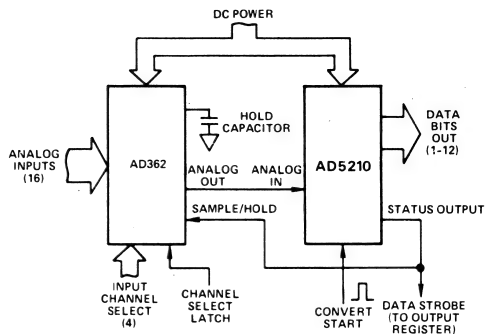 DC POWER
HOLD
CAPACITOR
DATA
BITS
OUT
(1-12)
ANALOG
INPUTS
(16)
AD362
AD5210
ANALOG
OUT
ANALOG
IN
SAMPLE/HOLD
STATUS OUTPUT
INPUT
CHANNEL
SELECT
(4)
CHANNEL
SELECT
LATCH
CONVERT
START
DATA STROBE
(TO OUTPUT
REGISTER)